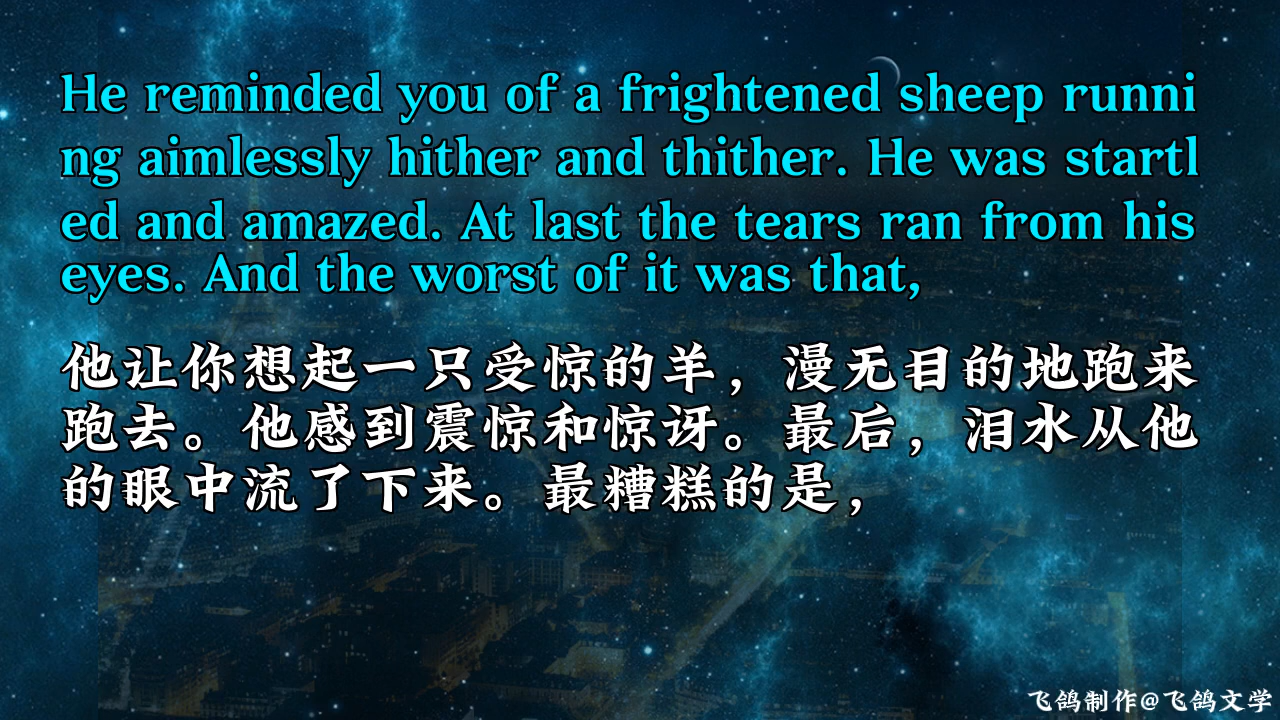 He reminded you of a frightened sheep runni
ng aimlessly hither and thither. He was startl
ed and amazed. At last the tears ran from his
eyes. And the worst of it was that,
他让你想起一只受惊的羊，漫无目的地跑来
跑去。他感到震惊和惊讶。最后，泪水从他
的眼中流了下来。最糟糕的是，
飞鸽制作@飞鸽文学